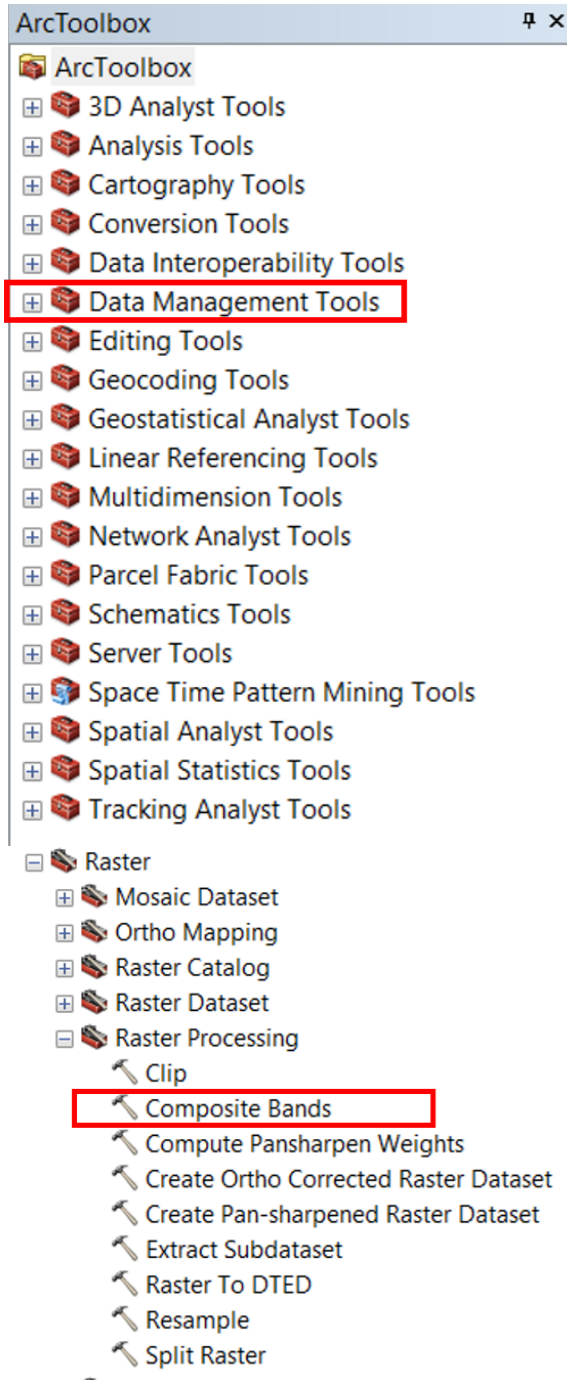 ArcToolbox
ArcToolbox
3D Analyst Tools
Analysis Tools
Cartography Tools
Conversion Tools
Data Interoperability Tools
Data Management Tools
Editing Tools
Geocoding Tools
Geostatistical Analyst Tools
Linear Referencing Tools
Multidimension Tools
Network Analyst Tools
Parcel Fabric Tools
Schematics Tools
Server Tools
Space Time Pattern Mining Tools
Spatial Analyst Tools
Spatial Statistics Tools
Tracking Analyst Tools
Raster
Mosaic Dataset
Ortho Mapping
Raster Catalog
Raster Dataset
Raster Processing
Clip
Composite Bands
Compute Pansharpen Weights
Create Ortho Corrected Raster Dataset
Create Pan-sharpened Raster Dataset
Extract Subdataset
Raster To DTED
Resample
Split Raster